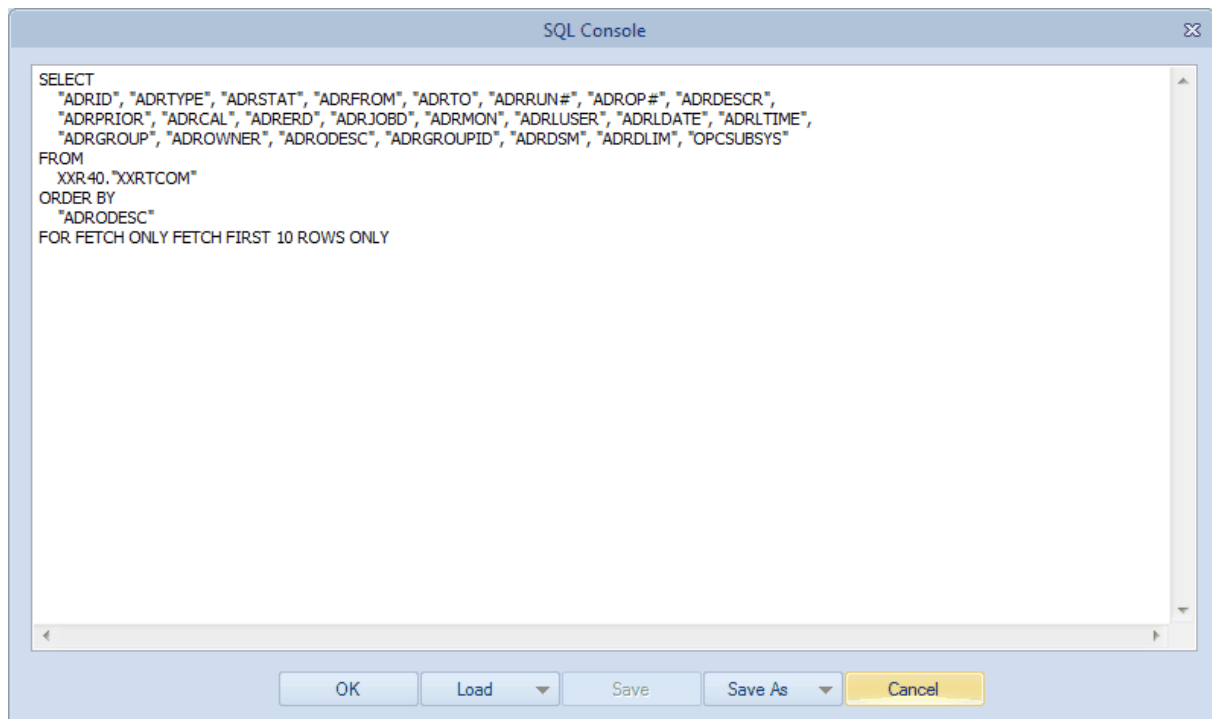 SQL Console
SELECT
"ADRID", "ADRTYPE", "ADRSTAT", "ADRFROM", "ADRTO", "ADRRUN#", "ADROP#", "ADRDESCR",
"ADRPRIOR", "ADRCAL", "ADRERD", "ADRJOBD", "ADRMON", "ADRLUSER", "ADRLDATE", "ADRLTIME",
"ADRGROUP", "ADROWNER", "ADRODESC", "ADRGROUPID", "ADRDSM", "ADRDLIM", "OPCSUBSYS"
FROM
XXR40."XXRTCOM"
ORDER BY
"ADRODESC"
FOR FETCH ONLY FETCH FIRST 10 ROWS ONLY
OK Load Save Save As Cancel